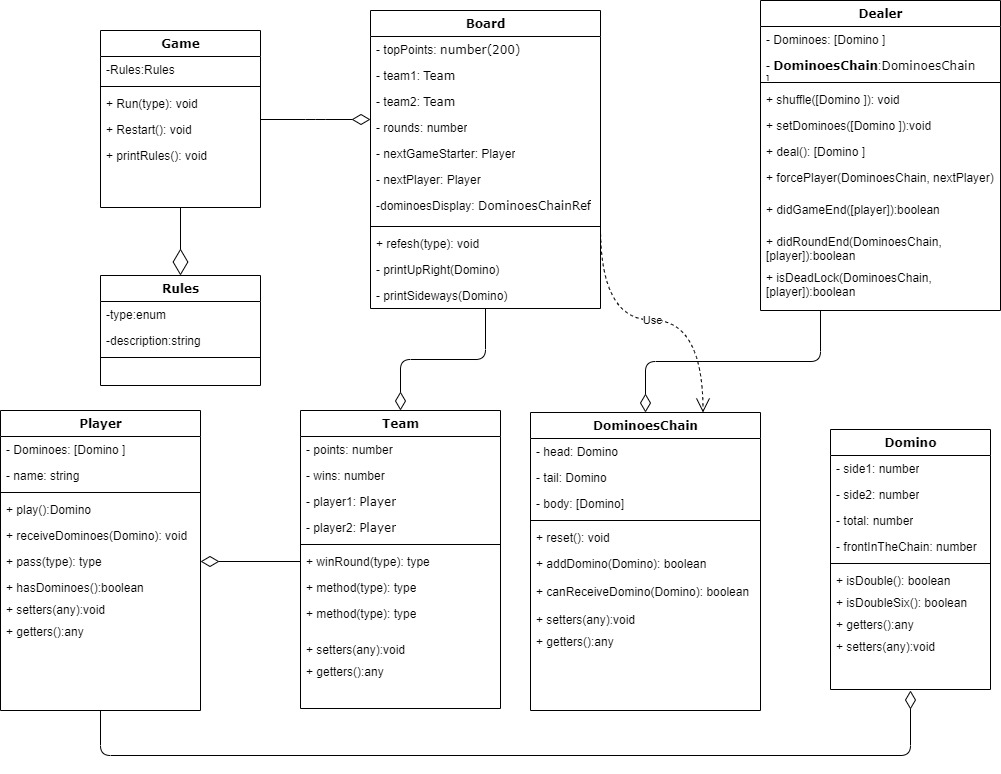 Game
-Rules:Rules
+ Run(type): void
+ Restart(): void
+ printRules(): void
Board
- topPoints: number(200)
- team1: Team
- team2: Team
- rounds: number
- nextGameStarter: Player
- nextPlayer: Player
-dominoesDisplay: DominoesChainRef
+ refesh(type): void
- printUpRight(Domino)
- printSideways(Domino)
Dealer
- Dominoes: [Domino ]
- DominoesChain:DominoesChain
+ shuffle([Domino ]): void
+ setDominoes([Domino ]):void
+ deal(): [Domino ]
+ forcePlayer(DominoesChain, nextPlayer)
+ didGameEnd([player]):boolean
+ didRoundEnd(DominoesChain,
[player]):boolean
+ isDeadLock(DominoesChain,
[player]):boolean
Rules
-type:enum
-description:string
Use
Player
- Dominoes: [Domino ]
- name: string
+ play():Domino
+ receiveDominoes(Domino): void
+ pass(type): type
+ hasDominoes():boolean
+ setters(any):void
+ getters():any
Team
- points: number
- wins: number
- player1: Player
- player2: Player
+ winRound(type): type
+ method(type): type
+ method(type): type
+ setters(any):void
+ getters():any
DominoesChain
- head: Domino
- tail: Domino
- body: [Domino]
+ reset(): void
+ addDomino(Domino): boolean
+ canReceiveDomino(Domino): boolean
+ setters(any):void
+ getters():any
Domino
- side1: number
- side2: number
- total: number
- frontInTheChain: number
+ isDouble(): boolean
+ isDoubleSix(): boolean
+ getters():any
+ setters(any):void